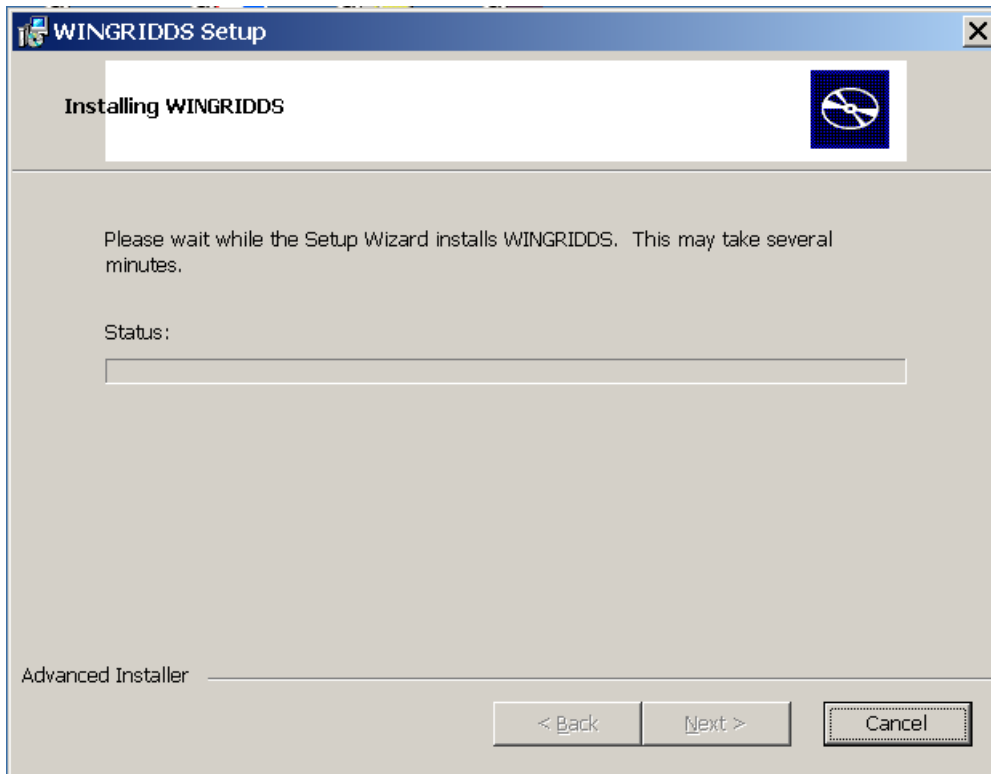 WINGRIDDS Setup
Installing WINGRIDDS
Please wait while the Setup Wizard installs WINGRIDDS. This may take several
minutes.
Status:
Advanced Installer
< Back Next > Cancel